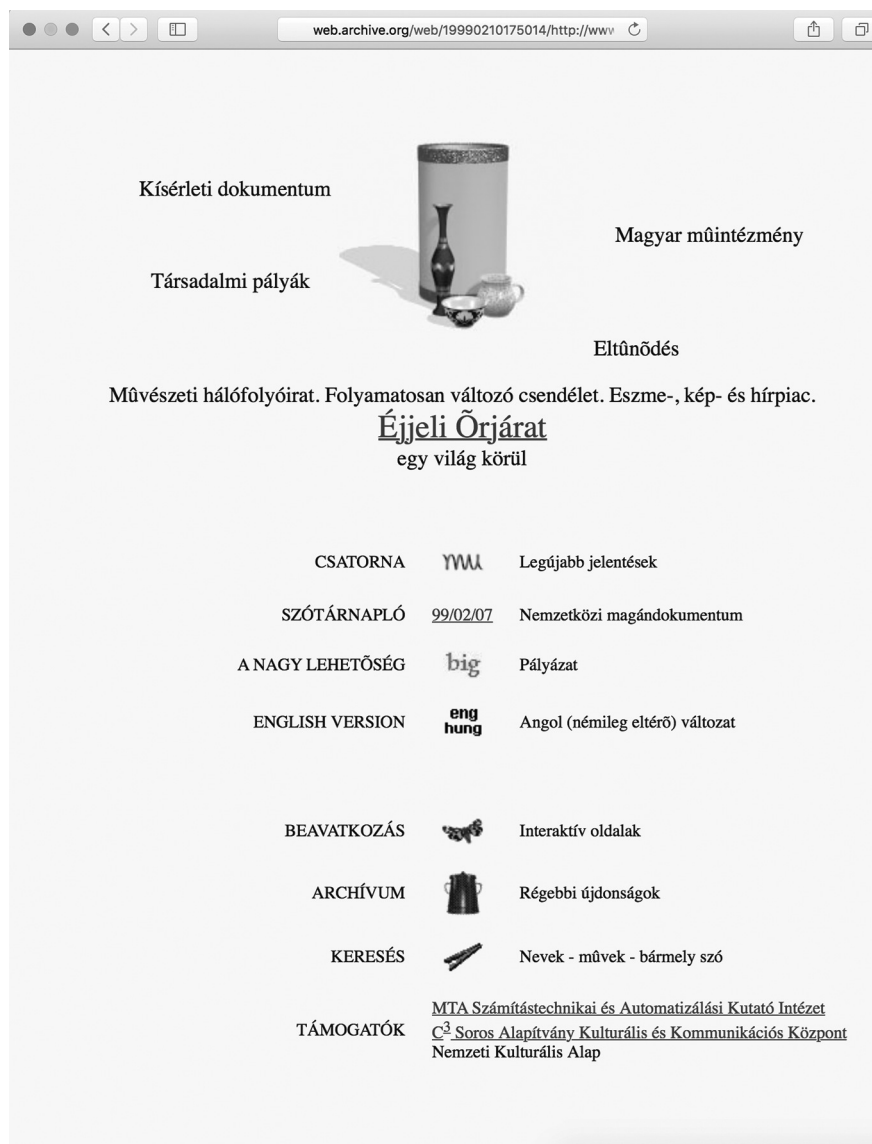 web.archive.org/web/19990210175014/http://www
Kísérleti dokumentum
Magyar mûintézmény
Társadalmi pályák
Eltûnõdés
Mûvészeti hálófolyóirat. Folyamatosan változó csendélet. Eszme-, kép- és hírpiac.
Éjjeli Õrjárat
egy világ körül
CSATORNA Legújabb jelentések
SZÓTÁRNAPLÓ 99/02/07 Nemzetközi magándokumentum
A NAGY LEHETÕSÉG big Pályázat
ENGLISH VERSION eng hung Angol (némileg eltérõ) változat
BEAVATKOZÁS Interaktív oldalak
ARCHÍVUM Régebbi újdonságok
KERESÉS Nevek - mûvek - bármely szó
TÁMOGATÓK
MTA Számítástechnikai és Automatizálási Kutató Intézet
C3 Soros Alapítvány Kulturális és Kommunikációs Központ
Nemzeti Kulturális Alap